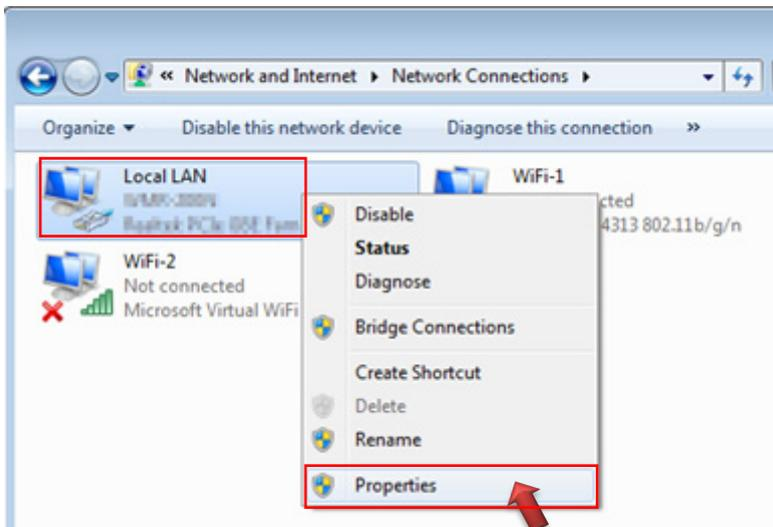 « Network and Internet ▸ Network Connections ▸
Organize ▾ Disable this network device Diagnose this connection »
Local LAN
WiFi-1
cted
4313 802.11b/g/n
WiFi-2
Not connected
Microsoft Virtual WiFi
Disable
Status
Diagnose
Bridge Connections
Create Shortcut
Delete
Rename
Properties